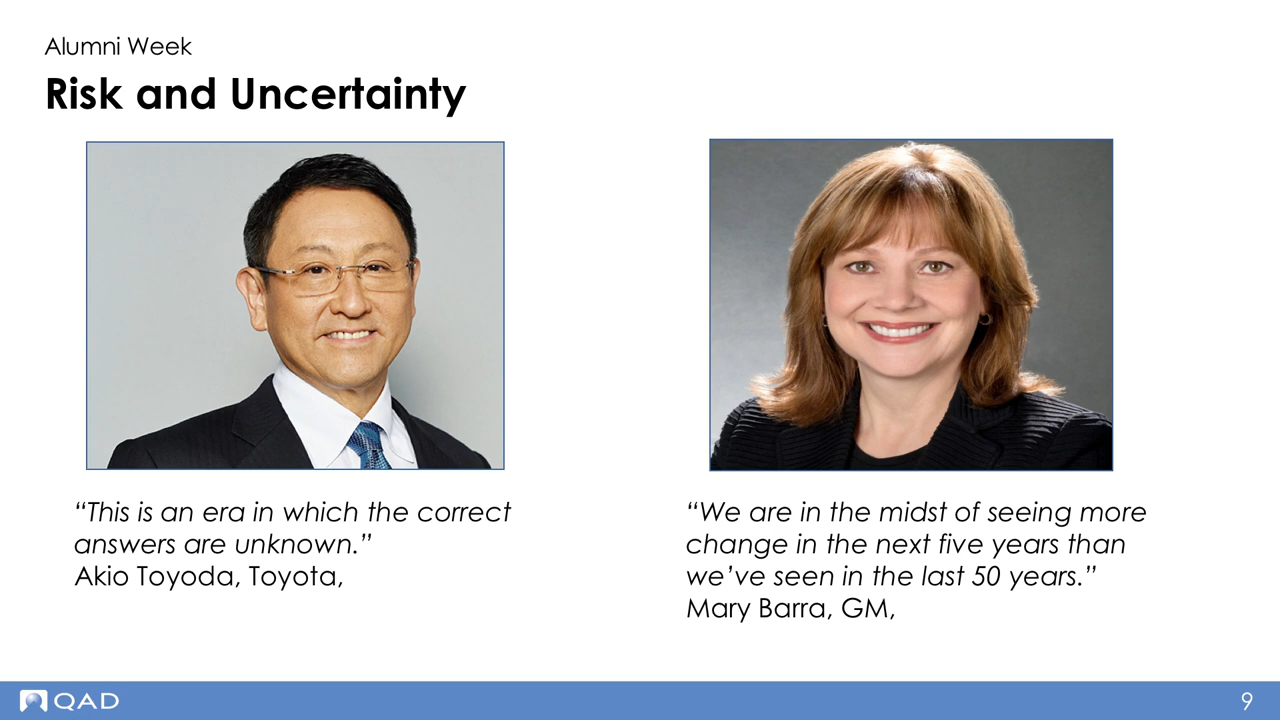 Alumni Week
Risk and Uncertainty
“This is an era in which the correct
answers are unknown.”
Akio Toyoda, Toyota,
“We are in the midst of seeing more
change in the next five years than
we’ve seen in the last 50 years.”
Mary Barra, GM,
QAD
9